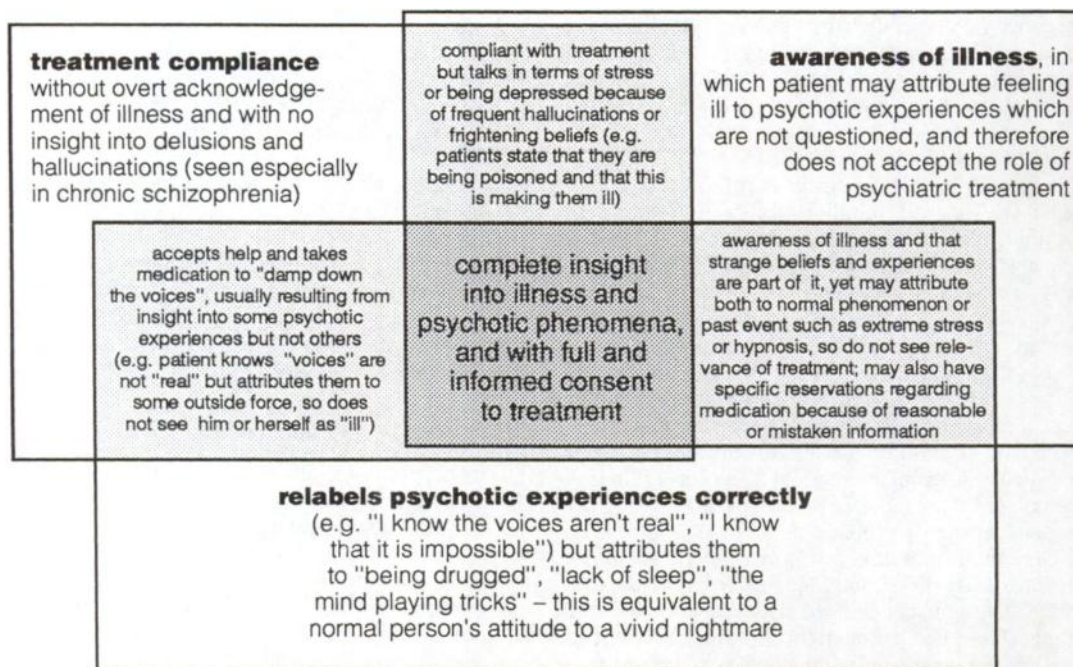 treatment compliance
without overt acknowledge-
ment of illness and with no
insight into delusions and
hallucinations (seen especially
in chronic schizophrenia)
compliant with treatment
but talks in terms of stress
or being depressed because
of frequent hallucinations or
frightening beliefs (e.g.
patients state that they are
being poisoned and that this
is making them ill)
awareness of illness, in
which patient may attribute feeling
ill to psychotic experiences which
are not questioned, and therefore
does not accept the role of
psychiatric treatment
accepts help and takes
medication to "damp down
the voices", usually resulting from
insight into some psychotic
experiences but not others
(e.g. patient knows "voices" are
not "real" but attributes them to
some outside force, so does
not see him or herself as "ill")
complete insight
into illness and
psychotic phenomena,
and with full and
informed consent
to treatment
awareness of illness and that
strange beliefs and experiences
are part of it, yet may attribute
both to normal phenomenon or
past event such as extreme stress
or hypnosis, so do not see rele-
vance of treatment; may also have
specific reservations regarding
medication because of reasonable
or mistaken information
relabels psychotic experiences correctly
(e.g. "I know the voices aren't real", "I know
that it is impossible") but attributes them
to "being drugged", "lack of sleep", "the
mind playing tricks" – this is equivalent to a
normal person's attitude to a vivid nightmare